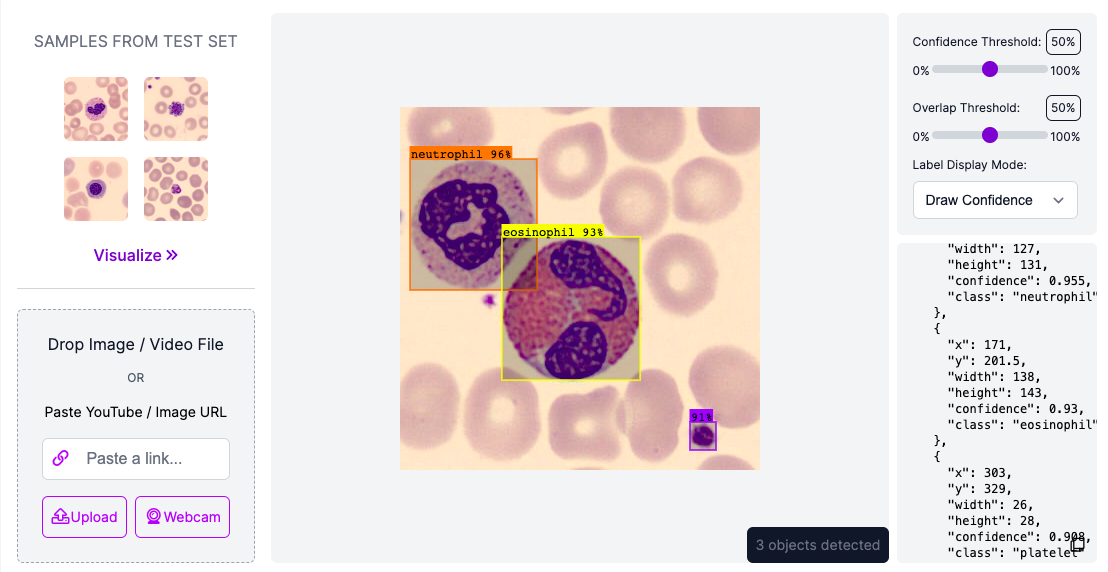 SAMPLES FROM TEST SET
Visualize
Drop Image / Video File
OR
Paste YouTube / Image URL
Paste a link...
Upload
Webcam
neutrophil 96%
eosinophil 93%
91%
3 objects detected
Confidence Threshold: 50%
0% 100%
Overlap Threshold: 50%
0% 100%
Label Display Mode:
Draw Confidence
"width": 127,
"height": 131,
"confidence": 0.955,
"class": "neutrophil"
},
{
"x": 171,
"y": 201.5,
"width": 138,
"height": 143,
"confidence": 0.93,
"class": "eosinophil"
},
{
"x": 303,
"y": 329,
"width": 26,
"height": 28,
"confidence": 0.908,
"class": "platelet"